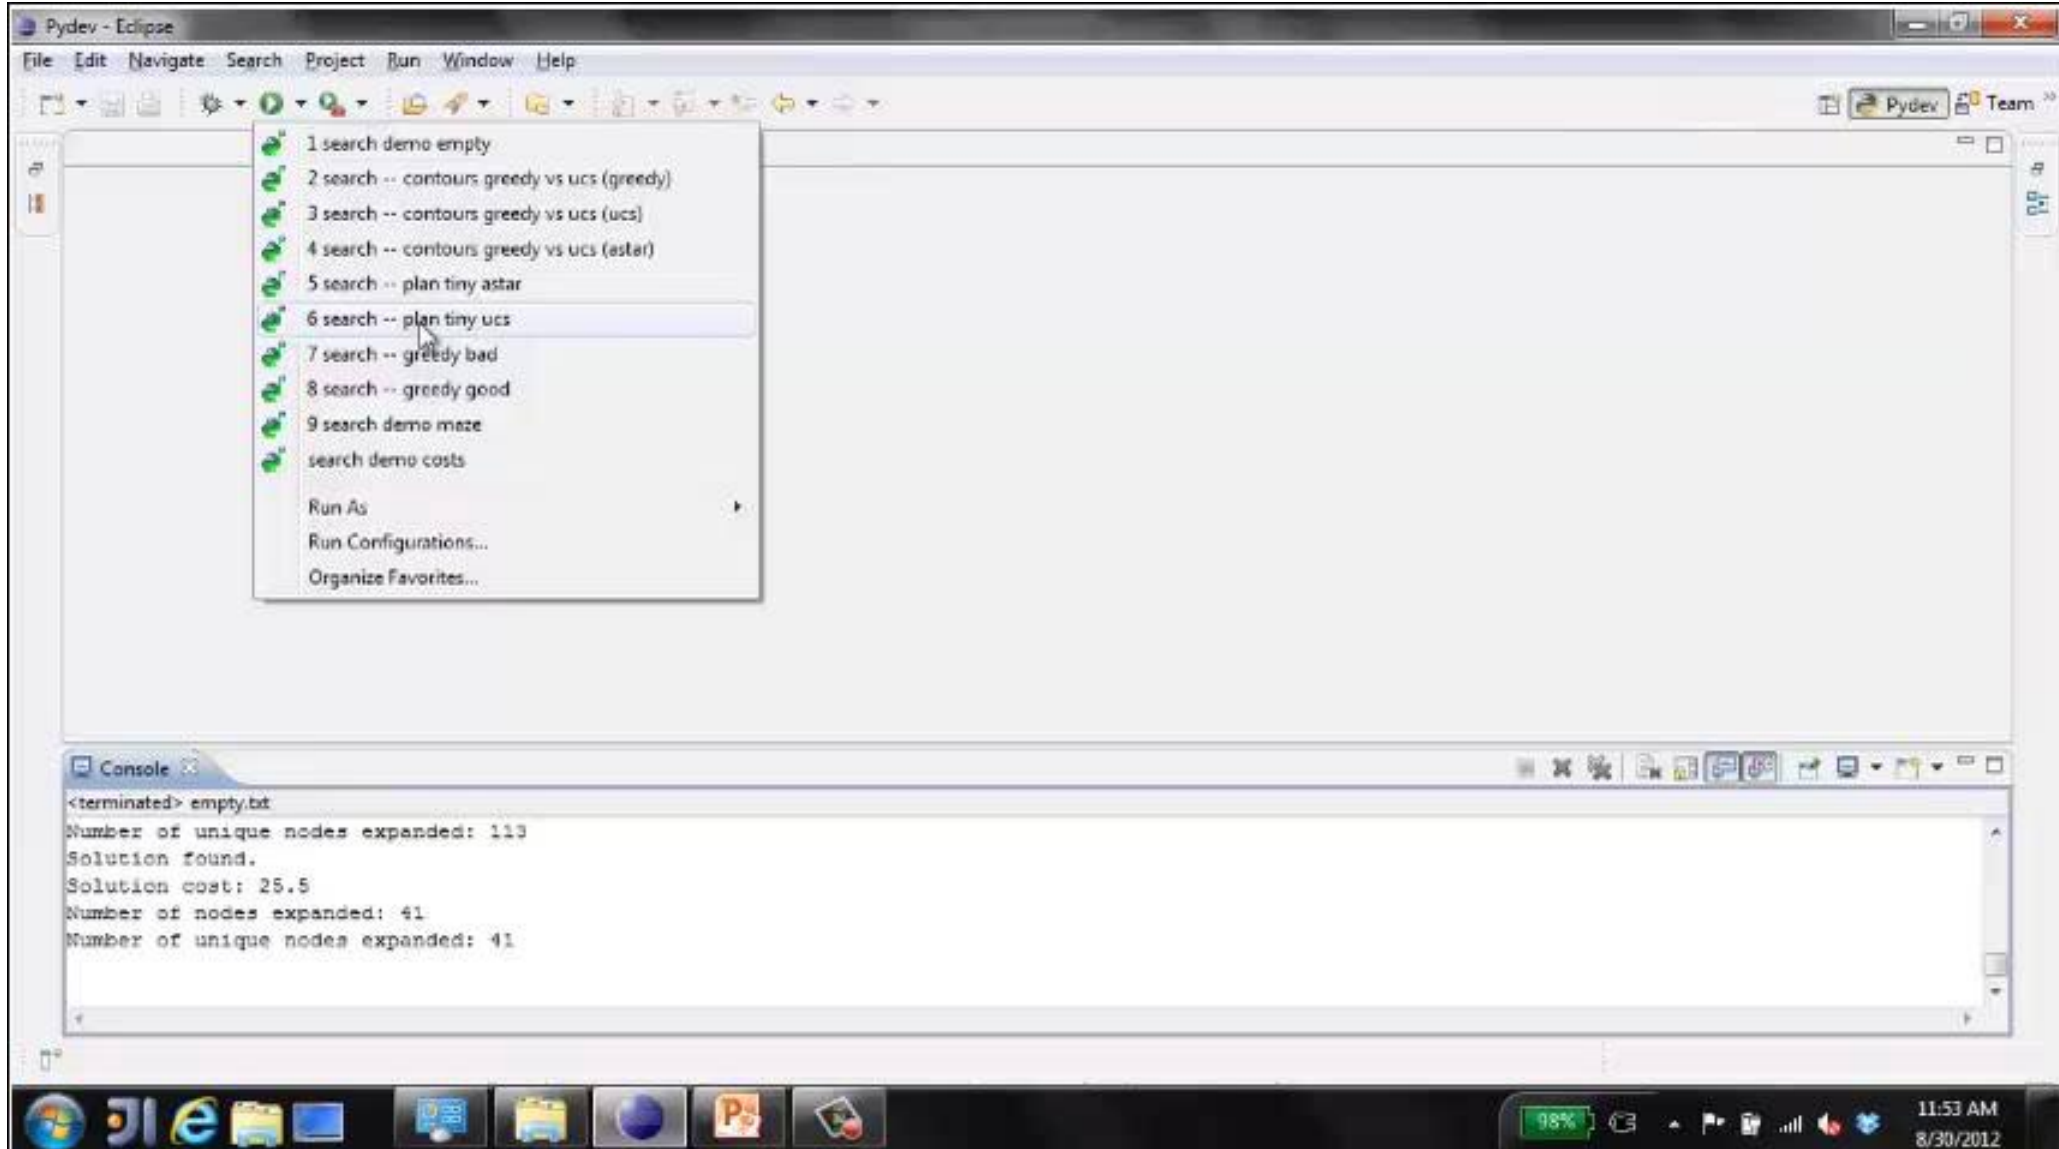 Pydev - Eclipse
File Edit Navigate Search Project Run Window Help
Pydev Team
1 search demo empty
2 search -- contours greedy vs ucs (greedy)
3 search -- contours greedy vs ucs (ucs)
4 search -- contours greedy vs ucs (astar)
5 search -- plan tiny astar
6 search -- plan tiny ucs
7 search -- greedy bad
8 search -- greedy good
9 search demo maze
search demo costs
Run As
Run Configurations...
Organize Favorites...
Console
<terminated> empty.txt
Number of unique nodes expanded: 113
Solution found.
Solution cost: 25.5
Number of nodes expanded: 41
Number of unique nodes expanded: 41
98%
11:53 AM
8/30/2012